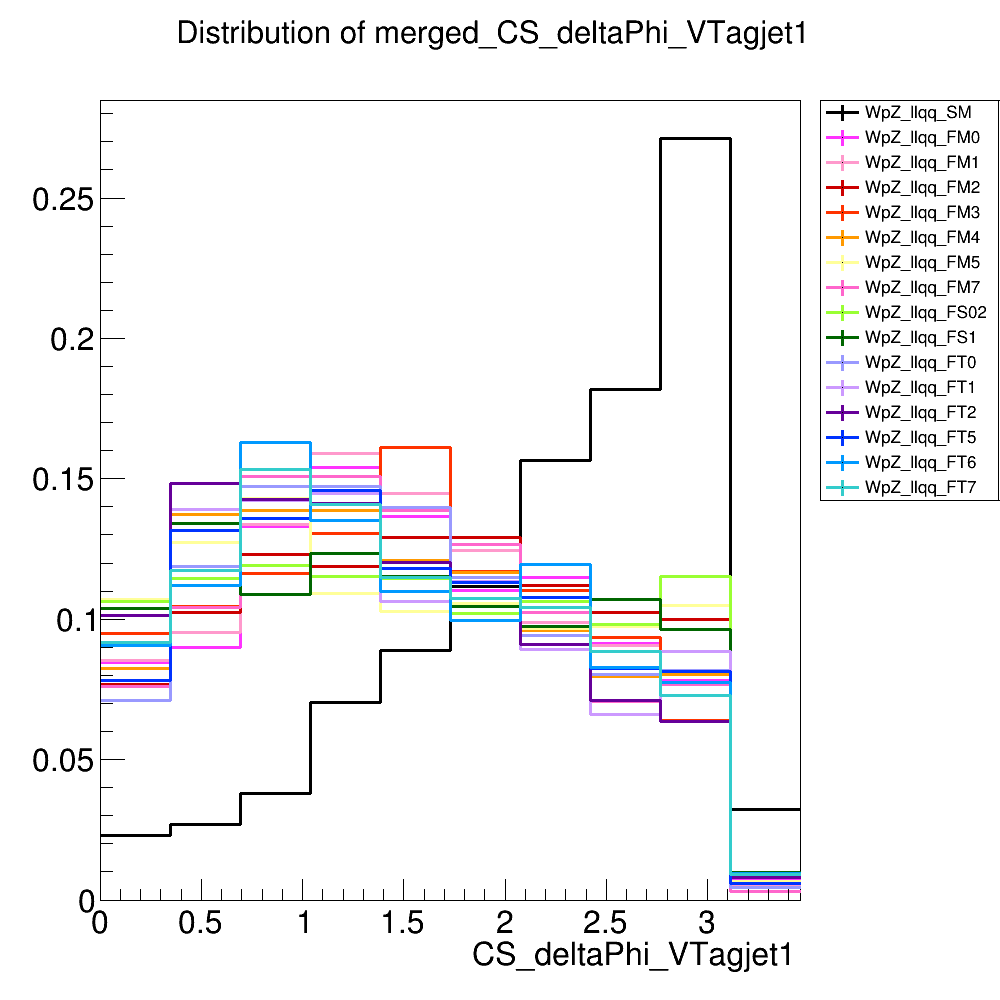 Distribution of merged_CS_deltaPhi_VTagjet1
WpZ_llqq_SM
WpZ_llqq_FM0
WpZ_llqq_FM1
WpZ_llqq_FM2
WpZ_llqq_FM3
WpZ_llqq_FM4
WpZ_llqq_FM5
WpZ_llqq_FM7
WpZ_llqq_FS02
WpZ_llqq_FS1
WpZ_llqq_FT0
WpZ_llqq_FT1
WpZ_llqq_FT2
WpZ_llqq_FT5
WpZ_llqq_FT6
WpZ_llqq_FT7
0.25
0.2
0.15
0.1
0.05
0
0 0.5 1 1.5 2 2.5 3
CS_deltaPhi_VTagjet1